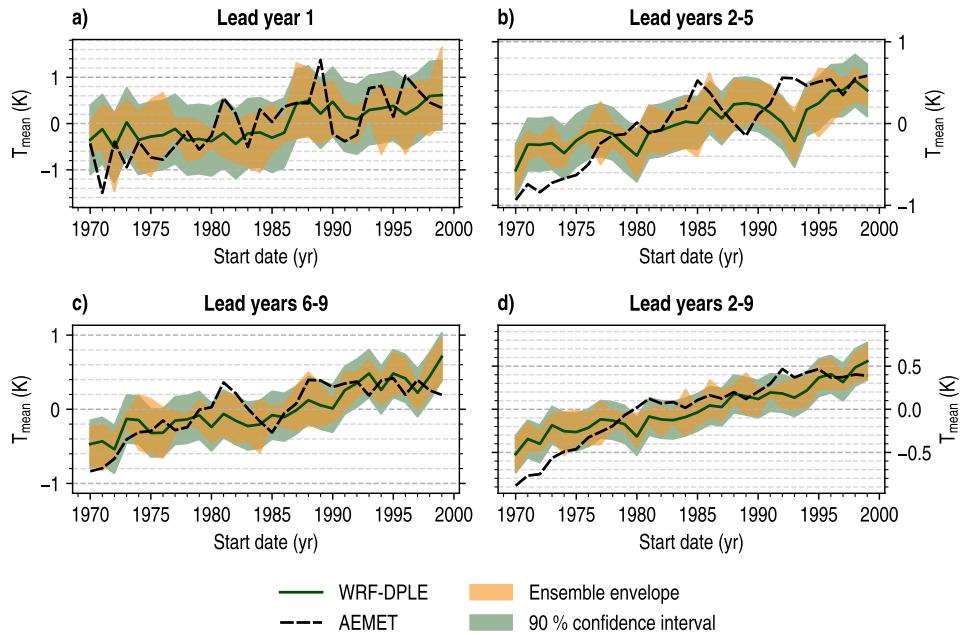 a) Lead year 1
T_mean (K)
1
0
−1
1970 1975 1980 1985 1990 1995 2000
Start date (yr)
b) Lead years 2-5
1
0
−1
T_mean (K)
1970 1975 1980 1985 1990 1995 2000
Start date (yr)
c) Lead years 6-9
T_mean (K)
1
0
−1
1970 1975 1980 1985 1990 1995 2000
Start date (yr)
d) Lead years 2-9
0.5
0.0
−0.5
T_mean (K)
1970 1975 1980 1985 1990 1995 2000
Start date (yr)
WRF-DPLE
AEMET
Ensemble envelope
90 % confidence interval